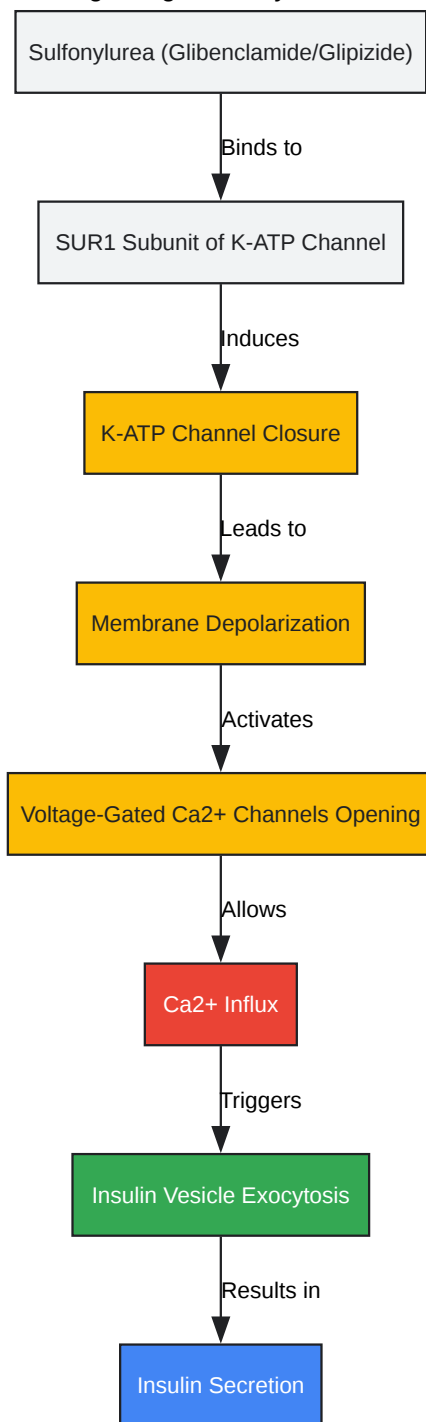 Sulfonylurea (Glibenclamide/Glipizide)
Binds to
SUR1 Subunit of K-ATP Channel
Induces
K-ATP Channel Closure
Leads to
Membrane Depolarization
Activates
Voltage-Gated Ca2+ Channels Opening
Allows
Ca2+ Influx
Triggers
Insulin Vesicle Exocytosis
Results in
Insulin Secretion